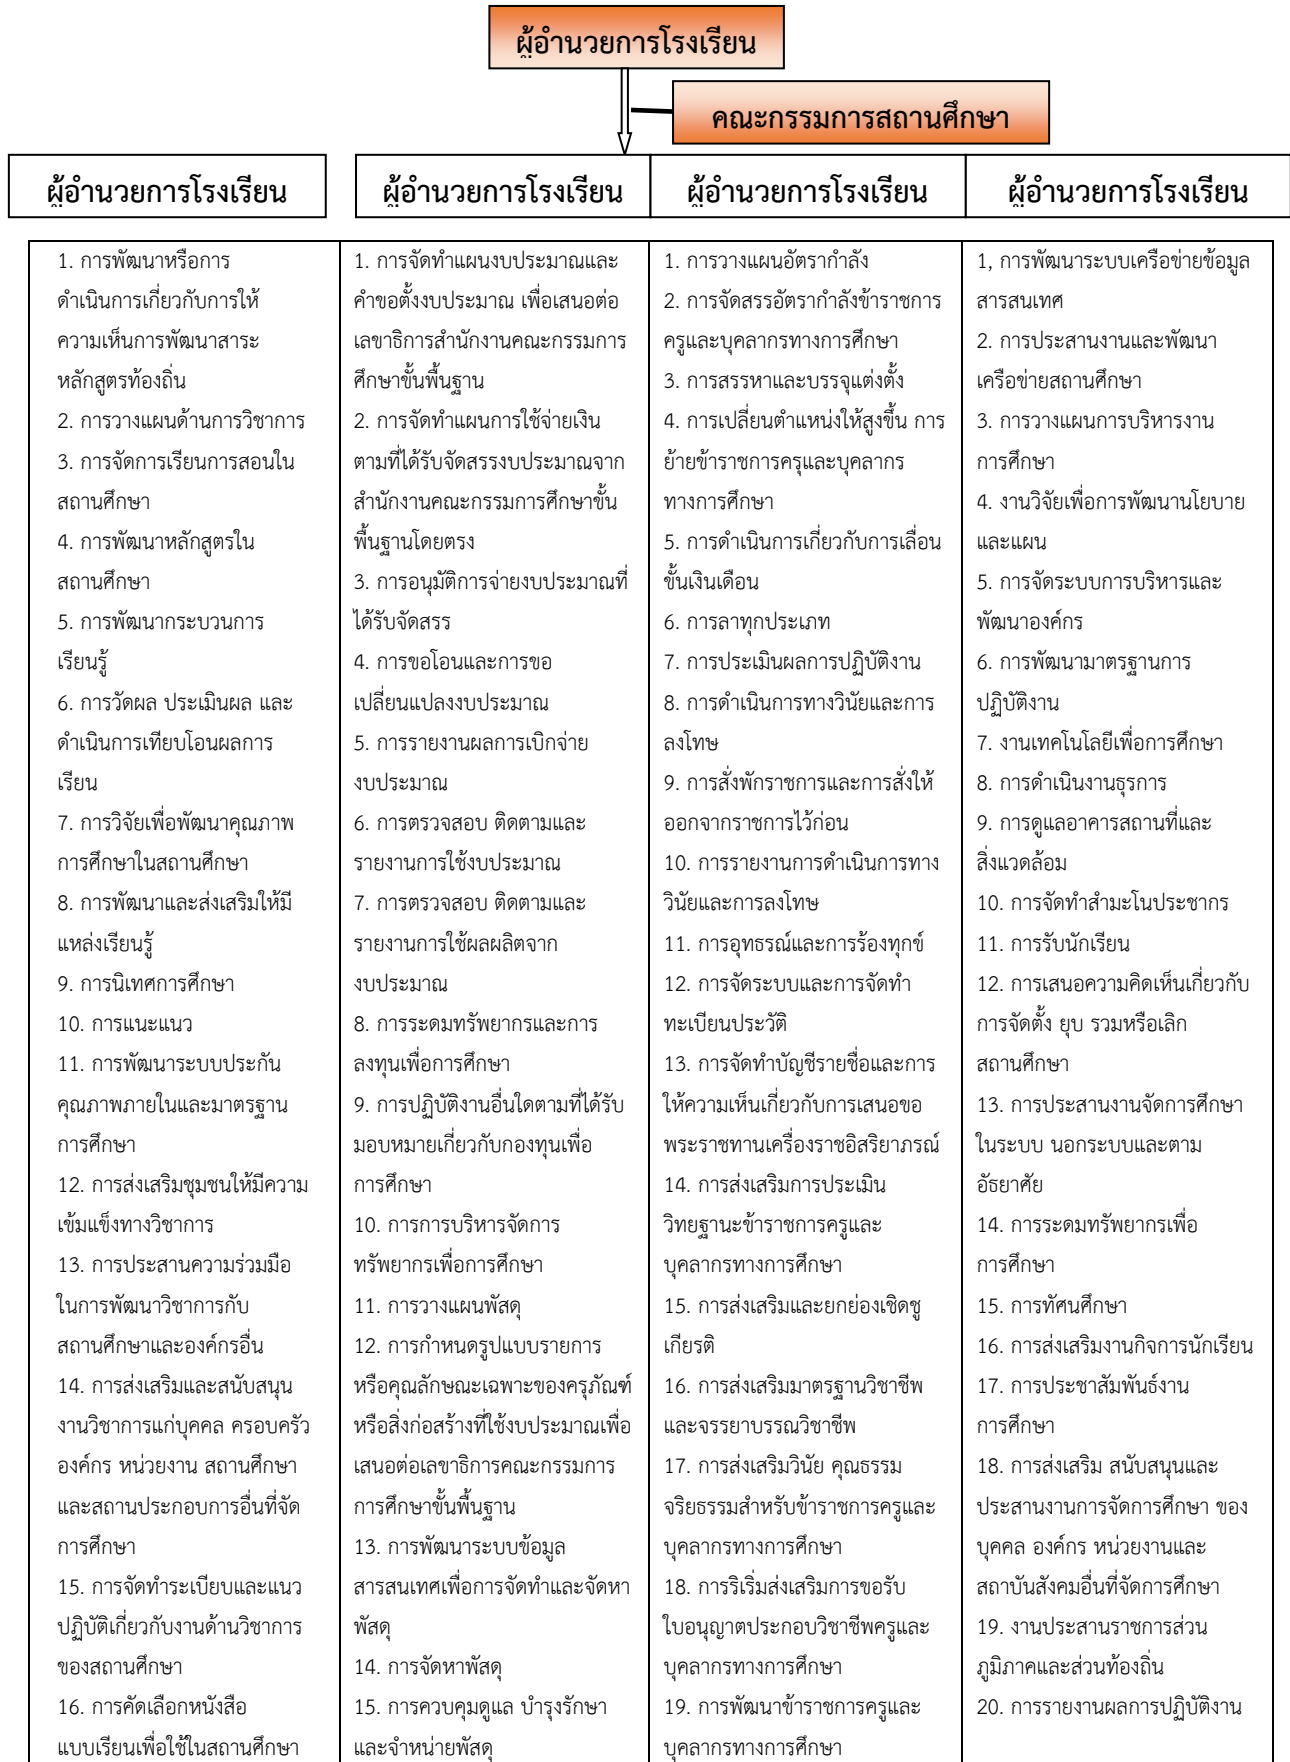 ผู้อำนวยการโรงเรียน
คณะกรรมการสถานศึกษา
ผู้อำนวยการโรงเรียน
ผู้อำนวยการโรงเรียน
ผู้อำนวยการโรงเรียน
ผู้อำนวยการโรงเรียน
1. การพัฒนาหรือการ
ดำเนินการเกี่ยวกับการให้
ความเห็นการพัฒนาสาระ
หลักสูตรท้องถิ่น
2. การวางแผนด้านการวิชาการ
3. การจัดการเรียนการสอนใน
สถานศึกษา
4. การพัฒนาหลักสูตรใน
สถานศึกษา
5. การพัฒนากระบวนการ
เรียนรู้
6. การวัดผล ประเมินผล และ
ดำเนินการเทียบโอนผลการ
เรียน
7. การวิจัยเพื่อพัฒนาคุณภาพ
การศึกษาในสถานศึกษา
8. การพัฒนาและส่งเสริมให้มี
แหล่งเรียนรู้
9. การนิเทศการศึกษา
10. การแนะแนว
11. การพัฒนาระบบประกัน
คุณภาพภายในและมาตรฐาน
การศึกษา
12. การส่งเสริมชุมชนให้มีความ
เข้มแข็งทางวิชาการ
13. การประสานความร่วมมือ
ในการพัฒนาวิชาการกับ
สถานศึกษาและองค์กรอื่น
14. การส่งเสริมและสนับสนุน
งานวิชาการแก่บุคคล ครอบครัว
องค์กร หน่วยงาน สถานศึกษา
และสถานประกอบการอื่นที่จัด
การศึกษา
15. การจัดทำระเบียบและแนว
ปฏิบัติเกี่ยวกับงานด้านวิชาการ
ของสถานศึกษา
16. การคัดเลือกหนังสือ
แบบเรียนเพื่อใช้ในสถานศึกษา
1. การจัดทำแผนงบประมาณและ
คำขอตั้งงบประมาณ เพื่อเสนอต่อ
เลขาธิการสำนักงานคณะกรรมการ
ศึกษาขั้นพื้นฐาน
2. การจัดทำแผนการใช้จ่ายเงิน
ตามที่ได้รับจัดสรรงบประมาณจาก
สำนักงานคณะกรรมการศึกษาขั้น
พื้นฐานโดยตรง
3. การอนุมัติการจ่ายงบประมาณที่
ได้รับจัดสรร
4. การขอโอนและการขอ
เปลี่ยนแปลงงบประมาณ
5. การรายงานผลการเบิกจ่าย
งบประมาณ
6. การตรวจสอบ ติดตามและ
รายงานการใช้งบประมาณ
7. การตรวจสอบ ติดตามและ
รายงานการใช้ผลผลิตจาก
งบประมาณ
8. การระดมทรัพยากรและการ
ลงทุนเพื่อการศึกษา
9. การปฏิบัติงานอื่นใดตามที่ได้รับ
มอบหมายเกี่ยวกับกองทุนเพื่อ
การศึกษา
10. การการบริหารจัดการ
ทรัพยากรเพื่อการศึกษา
11. การวางแผนพัสดุ
12. การกำหนดรูปแบบรายการ
หรือคุณลักษณะเฉพาะของครุภัณฑ์
หรือสิ่งก่อสร้างที่ใช้งบประมาณเพื่อ
เสนอต่อเลขาธิการคณะกรรมการ
การศึกษาขั้นพื้นฐาน
13. การพัฒนาระบบข้อมูล
สารสนเทศเพื่อการจัดทำและจัดหา
พัสดุ
14. การจัดหาพัสดุ
15. การควบคุมดูแล บำรุงรักษา
และจำหน่ายพัสดุ
1. การวางแผนอัตรากำลัง
2. การจัดสรรอัตรากำลังข้าราชการ
ครูและบุคลากรทางการศึกษา
3. การสรรหาและบรรจุแต่งตั้ง
4. การเปลี่ยนตำแหน่งให้สูงขึ้น การ
ย้ายข้าราชการครุและบุคลากร
ทางการศึกษา
5. การดำเนินการเกี่ยวกับการเลื่อน
ขั้นเงินเดือน
6. การลาทุกประเภท
7. การประเมินผลการปฏิบัติงาน
8. การดำเนินการทางวินัยและการ
ลงโทษ
9. การสั่งพักราชการและการสั่งให้
ออกจากราชการไว้ก่อน
10. การรายงานการดำเนินการทาง
วินัยและการลงโทษ
11. การอุทธรณ์และการร้องทุกข์
12. การจัดระบบและการจัดทำ
ทะเบียนประวัติ
13. การจัดทำบัญชีรายชื่อและการ
ให้ความเห็นเกี่ยวกับการเสนอขอ
พระราชทานเครื่องราชอิสริยาภรณ์
14. การส่งเสริมการประเมิน
วิทยฐานะข้าราชการครูและ
บุคลากรทางการศึกษา
15. การส่งเสริมและยกย่องเชิดชู
เกียรติ
16. การส่งเสริมมาตรฐานวิชาชีพ
และจรรยาบรรณวิชาชีพ
17. การส่งเสริมวินัย คุณธรรม
จริยธรรมสำหรับข้าราชการครูและ
บุคลากรทางการศึกษา
18. การริเริ่มส่งเสริมการขอรับ
ใบอนุญาตประกอบวิชาชีพครูและ
บุคลากรทางการศึกษา
19. การพัฒนาข้าราชการครูและ
บุคลากรทางการศึกษา
1, การพัฒนาระบบเครือข่ายข้อมูล
สารสนเทศ
2. การประสานงานและพัฒนา
เครือข่ายสถานศึกษา
3. การวางแผนการบริหารงาน
การศึกษา
4. งานวิจัยเพื่อการพัฒนานโยบาย
และแผน
5. การจัดระบบการบริหารและ
พัฒนาองค์กร
6. การพัฒนามาตรฐานการ
ปฏิบัติงาน
7. งานเทคโนโลยีเพื่อการศึกษา
8. การดำเนินงานธุรการ
9. การดูแลอาคารสถานที่และ
สิ่งแวดล้อม
10. การจัดทำสำมะโนประชากร
11. การรับนักเรียน
12. การเสนอความคิดเห็นเกี่ยวกับ
การจัดตั้ง ยุบ รวมหรือเลิก
สถานศึกษา
13. การประสานงานจัดการศึกษา
ในระบบ นอกระบบและตาม
อัธยาศัย
14. การระดมทรัพยากรเพื่อ
การศึกษา
15. การทัศนศึกษา
16. การส่งเสริมงานกิจการนักเรียน
17. การประชาสัมพันธ์งาน
การศึกษา
18. การส่งเสริม สนับสนุนและ
ประสานงานการจัดการศึกษา ของ
บุคคล องค์กร หน่วยงานและ
สถาบันสังคมอื่นที่จัดการศึกษา
19. งานประสานราชการส่วน
ภูมิภาคและส่วนท้องถิ่น
20. การรายงานผลการปฏิบัติงาน